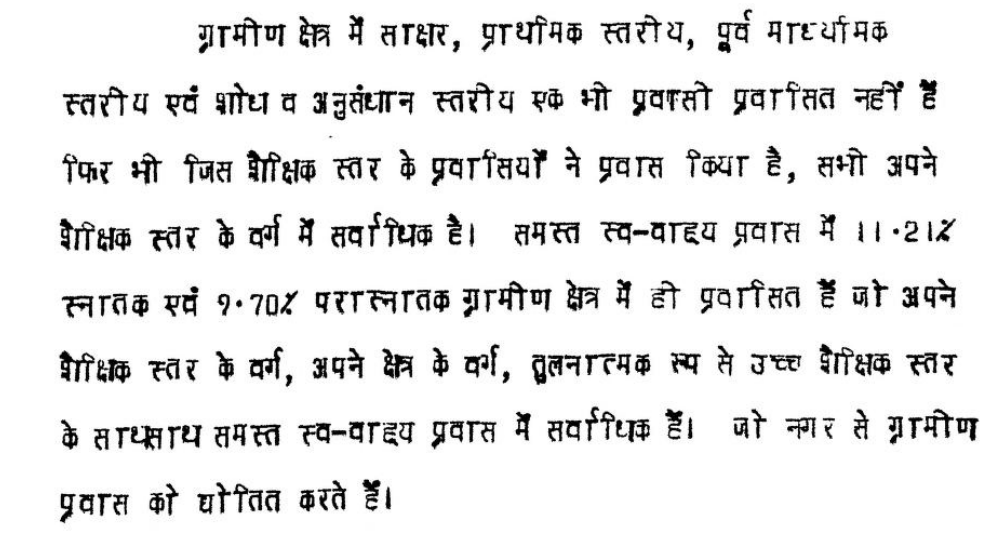 ग्रामीण क्षेत्र में साक्षर, प्राथमिक स्तरीय, पूर्व माध्यमिक
स्तरीय एवं शोध व अनुसंधान स्तरीय एक भी प्रवासी प्रवासित नहीं हैं
फिर भी जिस शैक्षिक स्तर के प्रवासियों ने प्रवास किया है, सभी अपने
शैक्षिक स्तर के वर्ग में सर्वाधिक है। समस्त स्व-वाह्य प्रवास में 11.21%
स्नातक एवं 9.70% परास्नातक ग्रामीण क्षेत्र में ही प्रवासित हैं जो अपने
शैक्षिक स्तर के वर्ग, अपने क्षेत्र के वर्ग, तुलनात्मक रूप से उच्च शैक्षिक स्तर
के साथसाथ समस्त स्व-वाह्य प्रवास में सर्वाधिक हैं। जो नगर से ग्रामीण
प्रवास को द्योतित करते हैं।